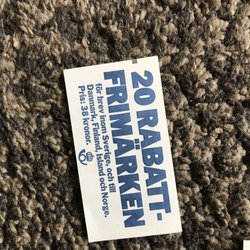 20 RABATT-
FRIMÄRKEN
för brev inom Sverige, och till
Danmark, Finland, Island och Norge.
Pris: 38 kronor.